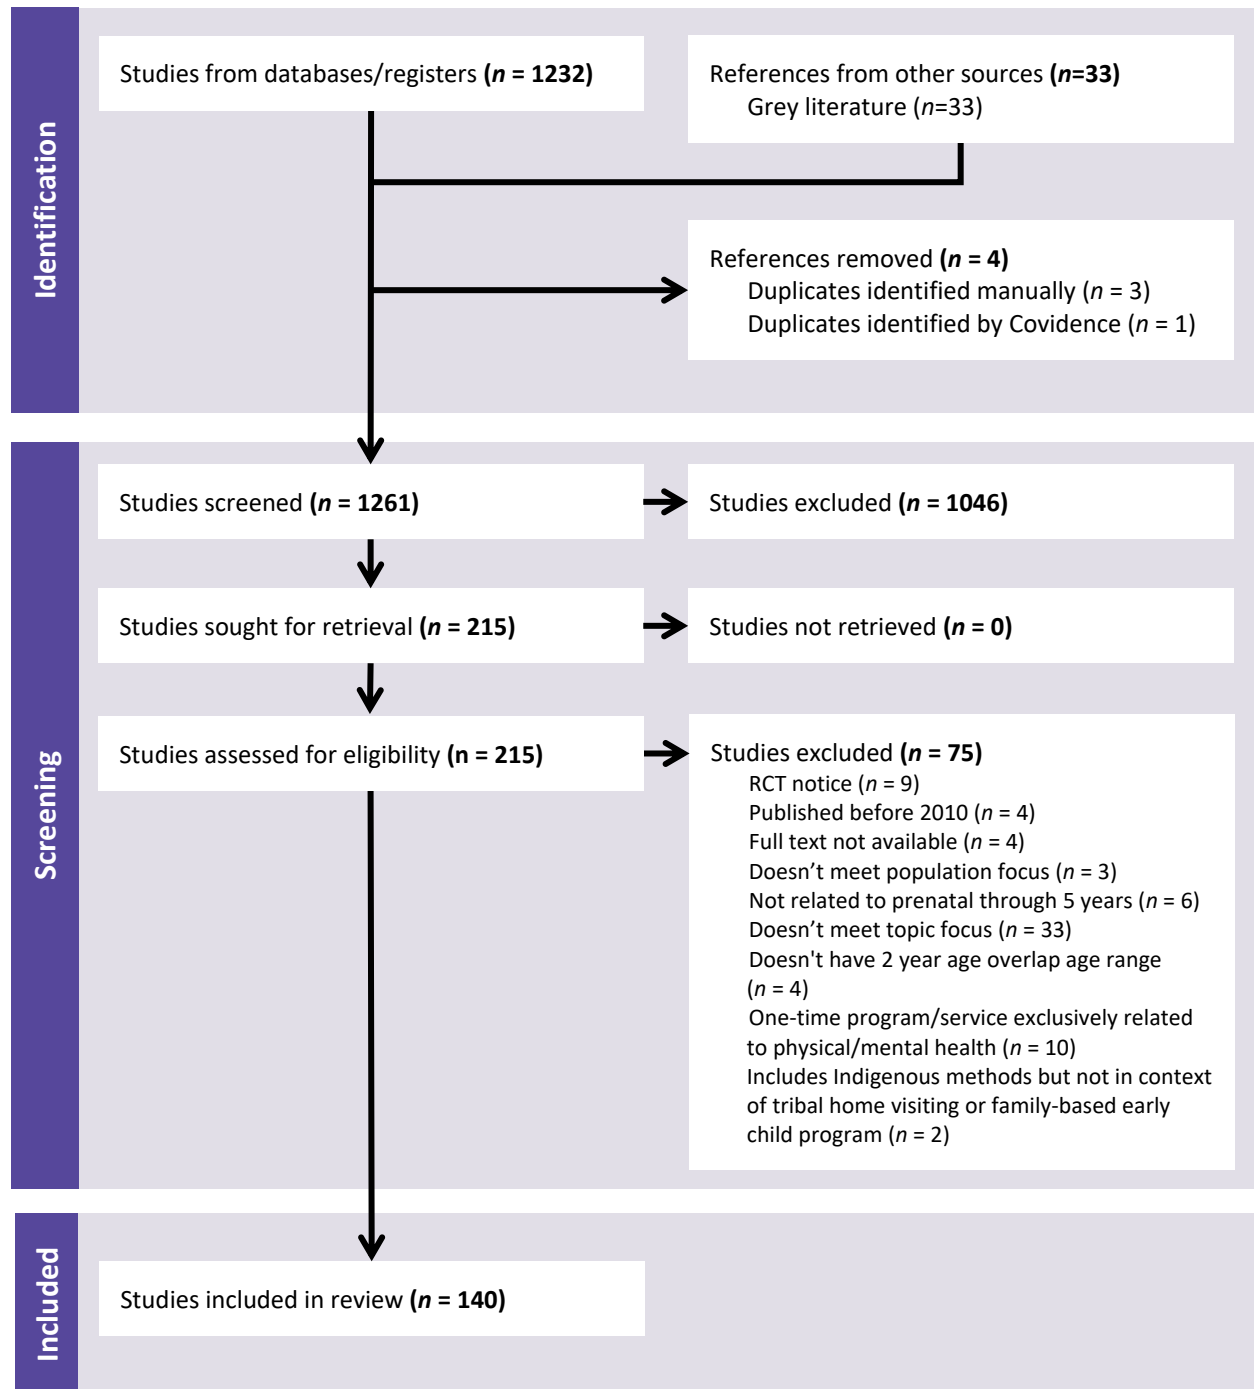 Identification
Studies from databases/registers (n = 1232)
References from other sources (n=33)
Grey literature (n=33)
References removed (n = 4)
Duplicates identified manually (n = 3)
Duplicates identified by Covidence (n = 1)
Screening
Studies screened (n = 1261)
Studies excluded (n = 1046)
Studies sought for retrieval (n = 215)
Studies not retrieved (n = 0)
Studies assessed for eligibility (n = 215)
Studies excluded (n = 75)
RCT notice (n = 9)
Published before 2010 (n = 4)
Full text not available (n = 4)
Doesn’t meet population focus (n = 3)
Not related to prenatal through 5 years (n = 6)
Doesn’t meet topic focus (n = 33)
Doesn't have 2 year age overlap age range
(n = 4)
One-time program/service exclusively related
to physical/mental health (n = 10)
Includes Indigenous methods but not in context
of tribal home visiting or family-based early
child program (n = 2)
Included
Studies included in review (n = 140)